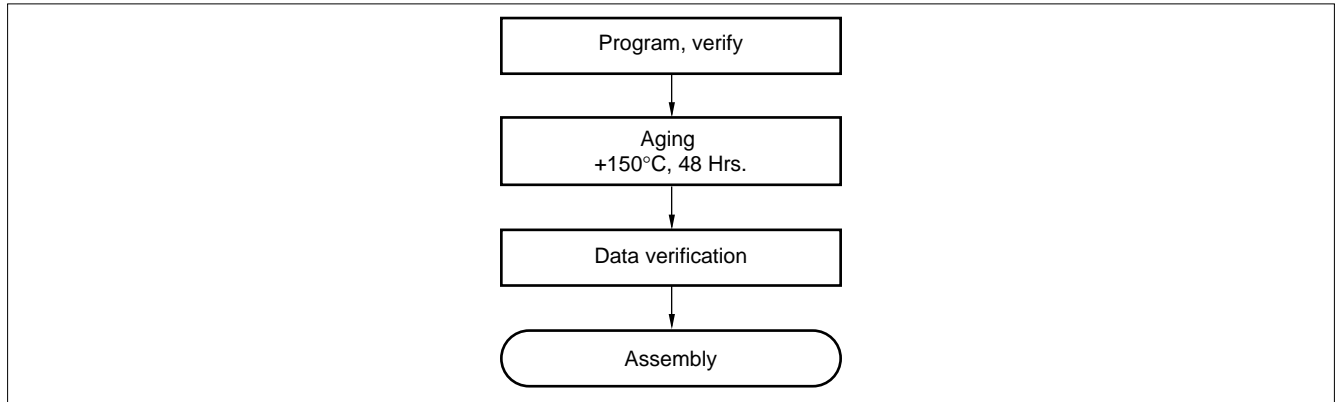 Program, verify
Aging
+150°C, 48 Hrs.
Data verification
Assembly